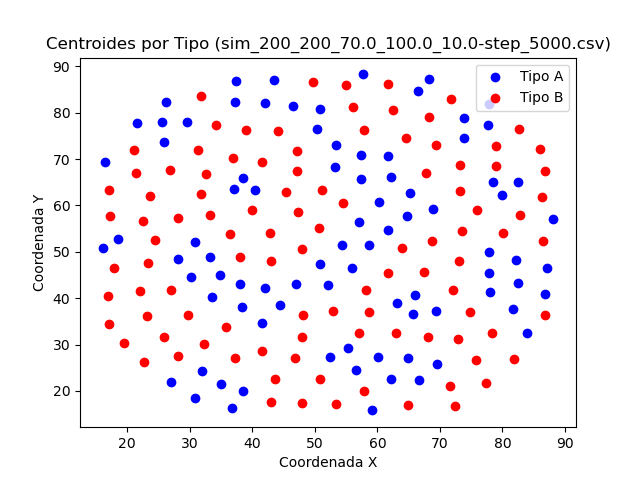 Centroides por Tipo (sim_200_200_70.0_100.0_10.0-step_5000.csv)
90
80
70
60
50
40
30
20
Coordenada Y
Tipo A
Tipo B
20 30 40 50 60 70 80 90
Coordenada X